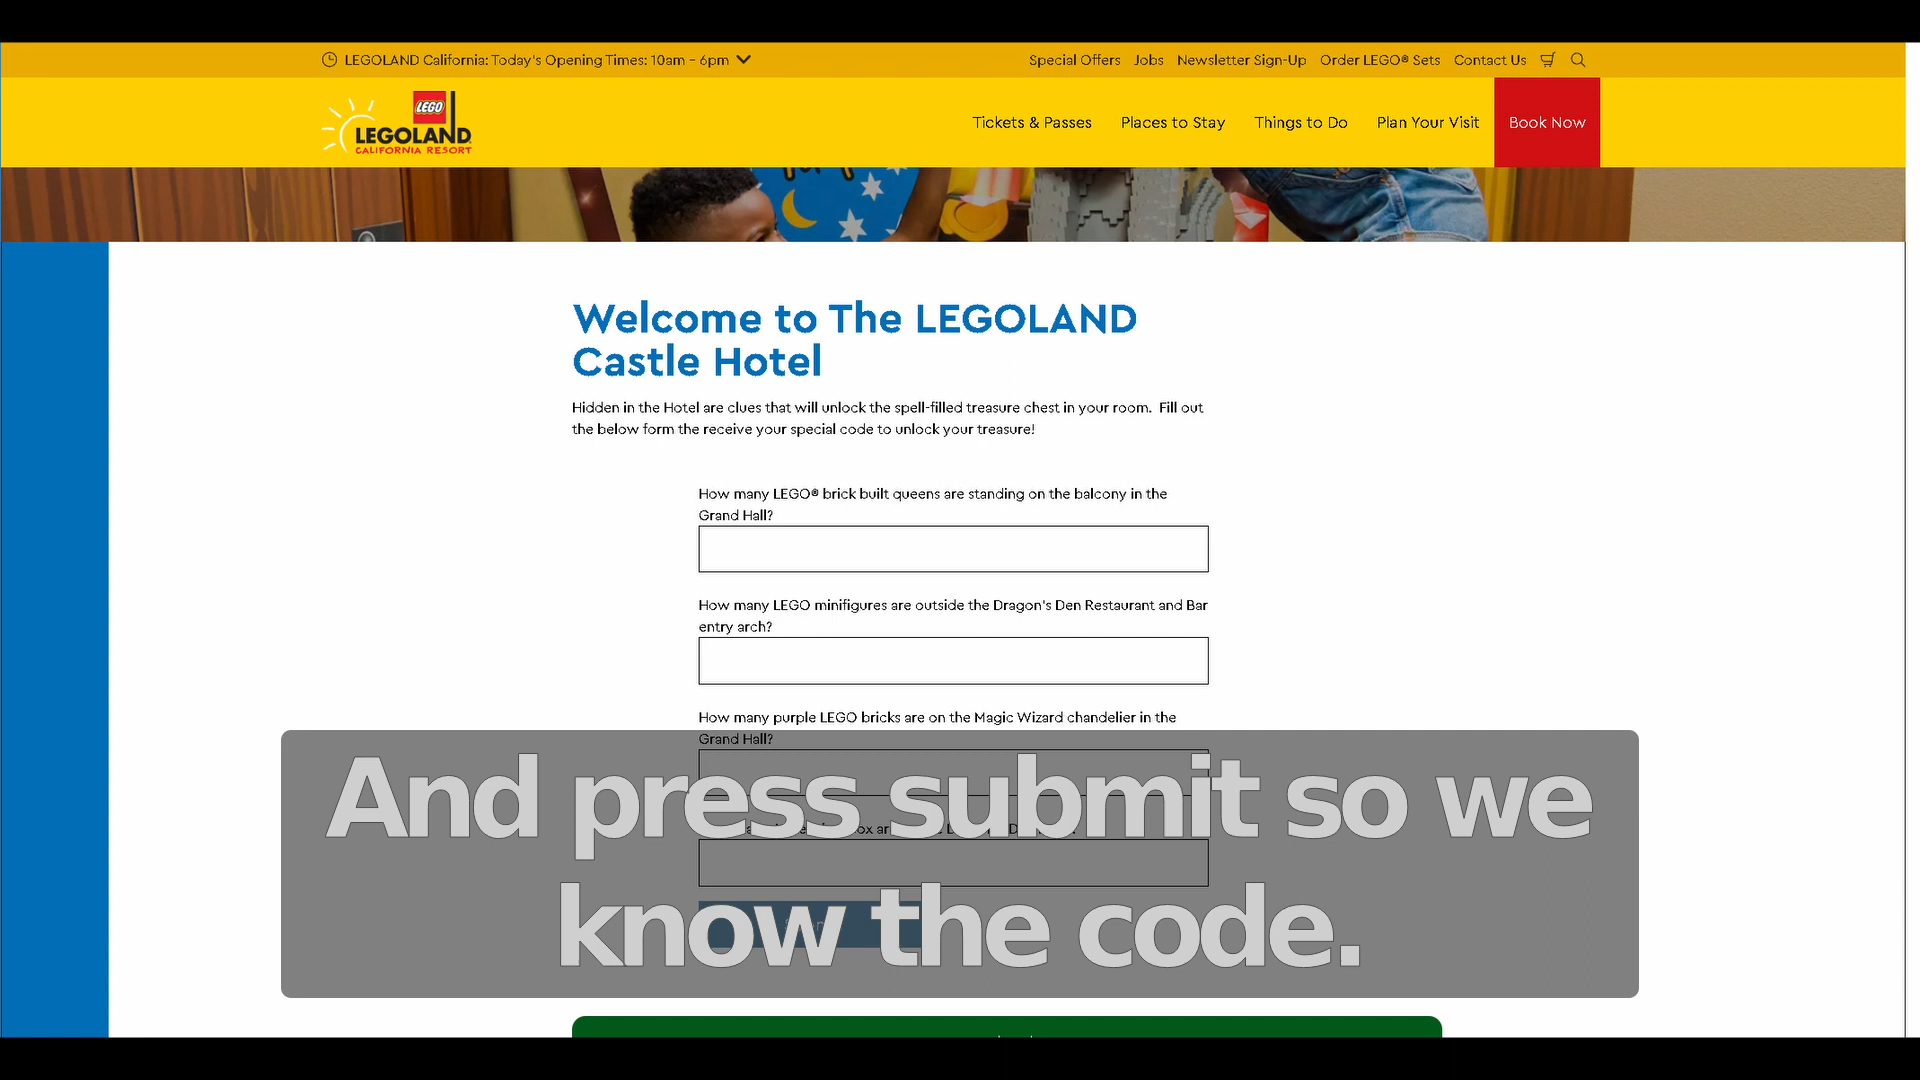 LEGOLAND California: Today's Opening Times: 10am - 6pm
Special Offers Jobs Newsletter Sign-Up Order LEGO® Sets Contact Us
LEGO
LEGOLAND
CALIFORNIA RESORT
Tickets & Passes Places to Stay Things to Do Plan Your Visit Book Now
Welcome to The LEGOLAND
Castle Hotel
Hidden in the Hotel are clues that will unlock the spell-filled treasure chest in your room. Fill out
the below form the receive your special code to unlock your treasure!
How many LEGO® brick built queens are standing on the balcony in the
Grand Hall?
How many LEGO minifigures are outside the Dragon's Den Restaurant and Bar
entry arch?
How many purple LEGO bricks are on the Magic Wizard chandelier in the
Grand Hall?
And press submit so we
know the code.